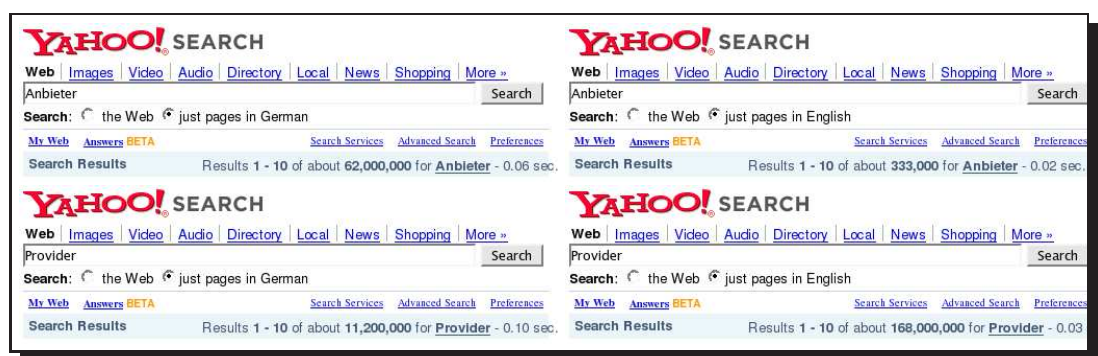 YAHOO! SEARCH
Web Images Video Audio Directory Local News Shopping More »
Anbieter Search
Search: the Web just pages in German
My Web Answers BETA Search Services Advanced Search Preferences
Search Results Results 1 - 10 of about 62,000,000 for Anbieter - 0.06 sec.
YAHOO! SEARCH
Web Images Video Audio Directory Local News Shopping More »
Anbieter Search
Search: the Web just pages in English
My Web Answers BETA Search Services Advanced Search Preferences
Search Results Results 1 - 10 of about 333,000 for Anbieter - 0.02 sec.
YAHOO! SEARCH
Web Images Video Audio Directory Local News Shopping More »
Provider Search
Search: the Web just pages in German
My Web Answers BETA Search Services Advanced Search Preferences
Search Results Results 1 - 10 of about 11,200,000 for Provider - 0.10 sec.
YAHOO! SEARCH
Web Images Video Audio Directory Local News Shopping More »
Provider Search
Search: the Web just pages in English
My Web Answers BETA Search Services Advanced Search Preferences
Search Results Results 1 - 10 of about 168,000,000 for Provider - 0.03